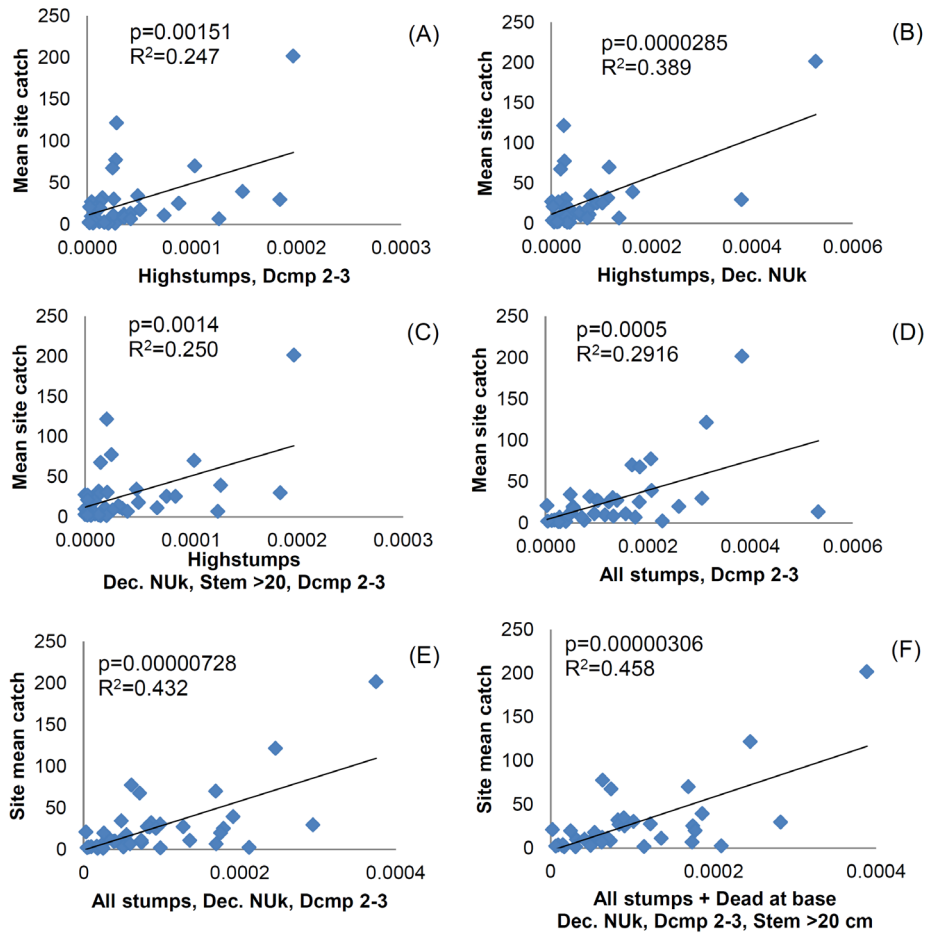 p=0.00151
R²=0.247
(A)
Mean site catch
250
200
150
100
50
0
0.0000 0.0001 0.0002 0.0003
Highstumps, Dcmp 2-3
p=0.0000285
R²=0.389
(B)
Mean site catch
250
200
150
100
50
0
0.0000 0.0002 0.0004 0.0006
Highstumps, Dec. NUk
p=0.0014
R²=0.250
(C)
Mean site catch
250
200
150
100
50
0
0.0000 0.0001 0.0002 0.0003
Highstumps
Dec. NUk, Stem >20, Dcmp 2-3
p=0.0005
R²=0.2916
(D)
Mean site catch
250
200
150
100
50
0
0.0000 0.0002 0.0004 0.0006
All stumps, Dcmp 2-3
p=0.00000728
R²=0.432
(E)
Site mean catch
250
200
150
100
50
0
0 0.0002 0.0004
All stumps, Dec. NUk, Dcmp 2-3
p=0.00000306
R²=0.458
(F)
Site mean catch
250
200
150
100
50
0
0 0.0002 0.0004
All stumps + Dead at base
Dec. NUk, Dcmp 2-3, Stem >20 cm